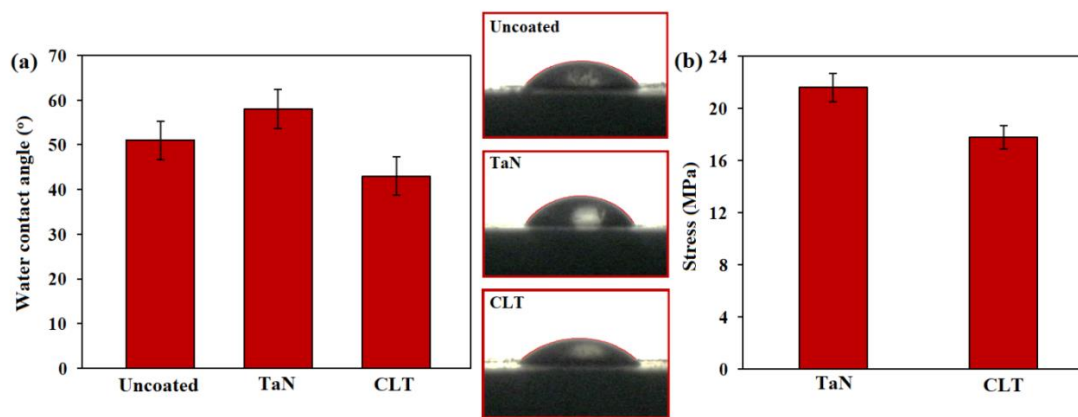 (a)
Water contact angle (°)
70
60
50
40
30
20
10
0
Uncoated
TaN
CLT
Uncoated
TaN
CLT
(b)
Stress (MPa)
24
20
16
12
8
4
0
TaN
CLT